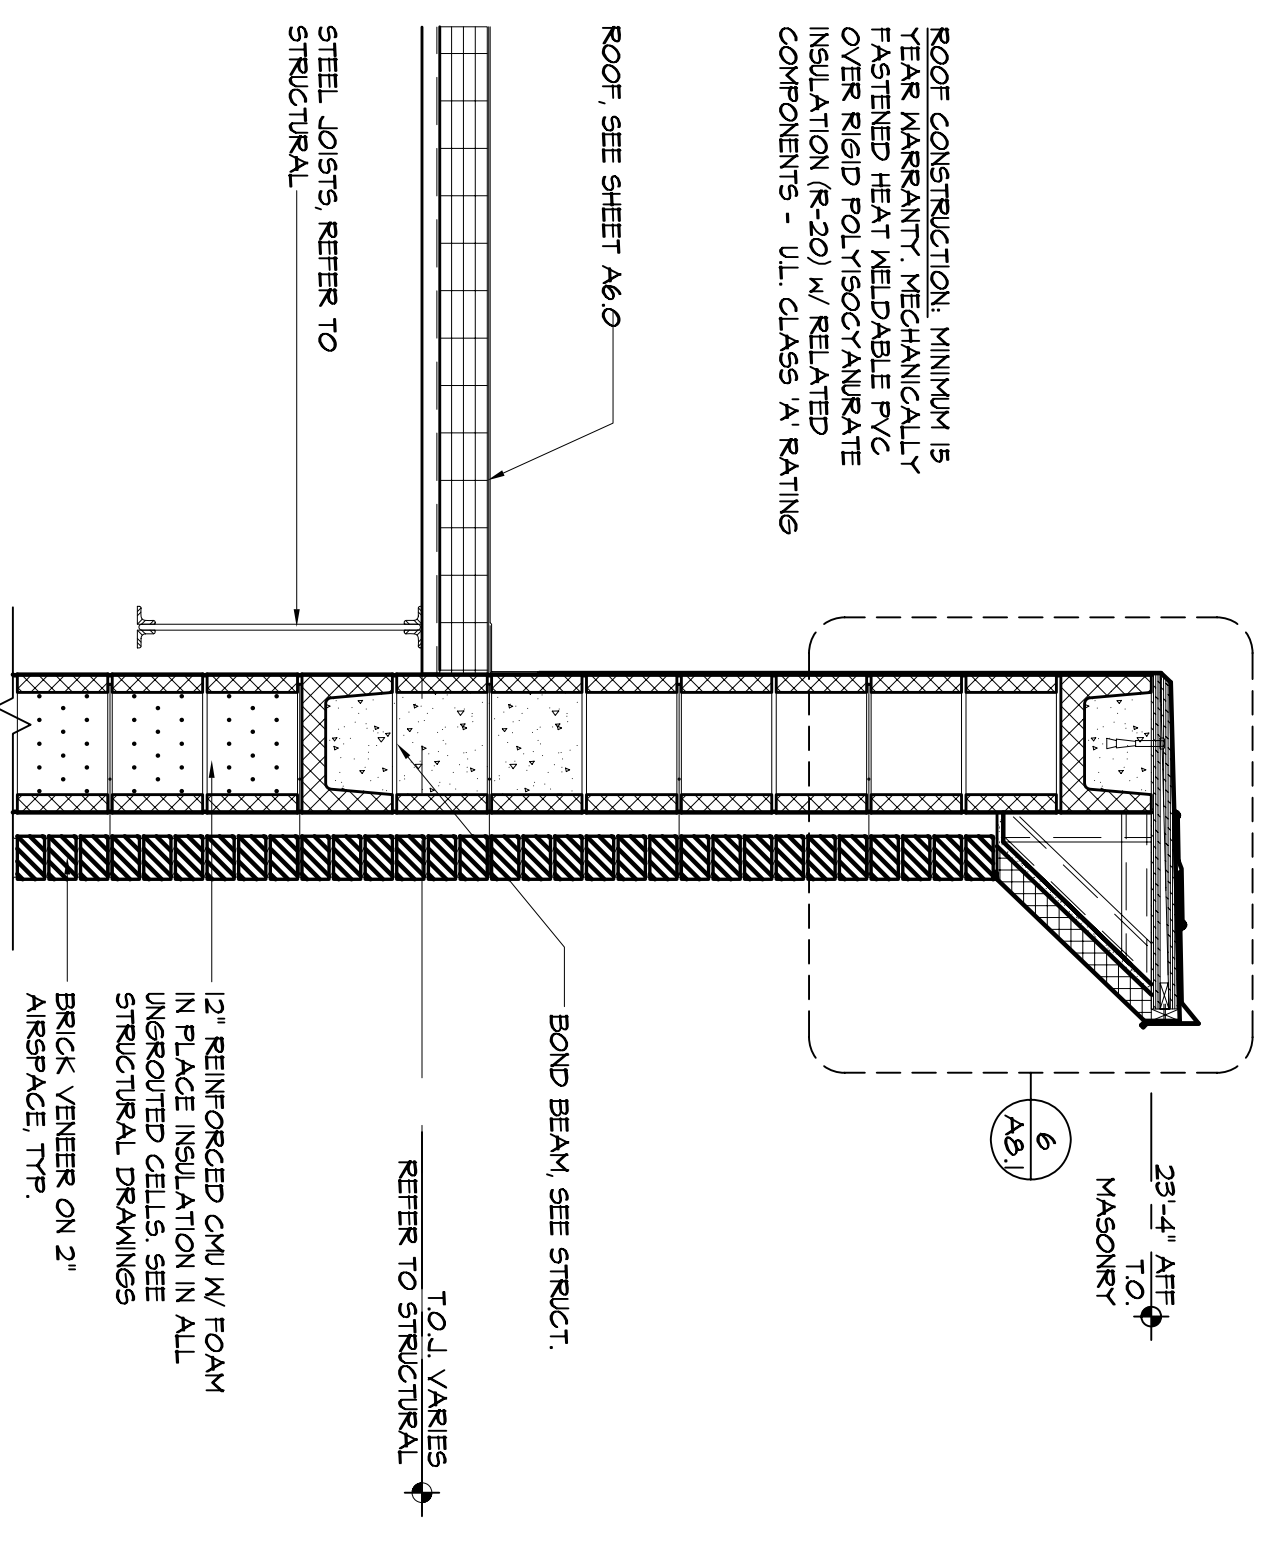 ROOF CONSTRUCTION: MINIMUM 15
YEAR WARRANTY. MECHANICALLY
FASTENED HEAT WELDABLE PVC
OVER RIGID POLYISOCYANURATE
INSULATION (R-20) W/ RELATED
COMPONENTS - U.L. CLASS 'A' RATING
ROOF, SEE SHEET A6.0
STEEL JOISTS, REFER TO
STRUCTURAL
23'-4" AFF
T.O.
MASONRY
6
A8.1
BOND BEAM, SEE STRUCT.
T.O.J. VARIES
REFER TO STRUCTURAL
12" REINFORCED CMU W/ FOAM
IN PLACE INSULATION IN ALL
UNGROUTED CELLS. SEE
STRUCTURAL DRAWINGS
BRICK VENEER ON 2"
AIRSPACE, TYP.